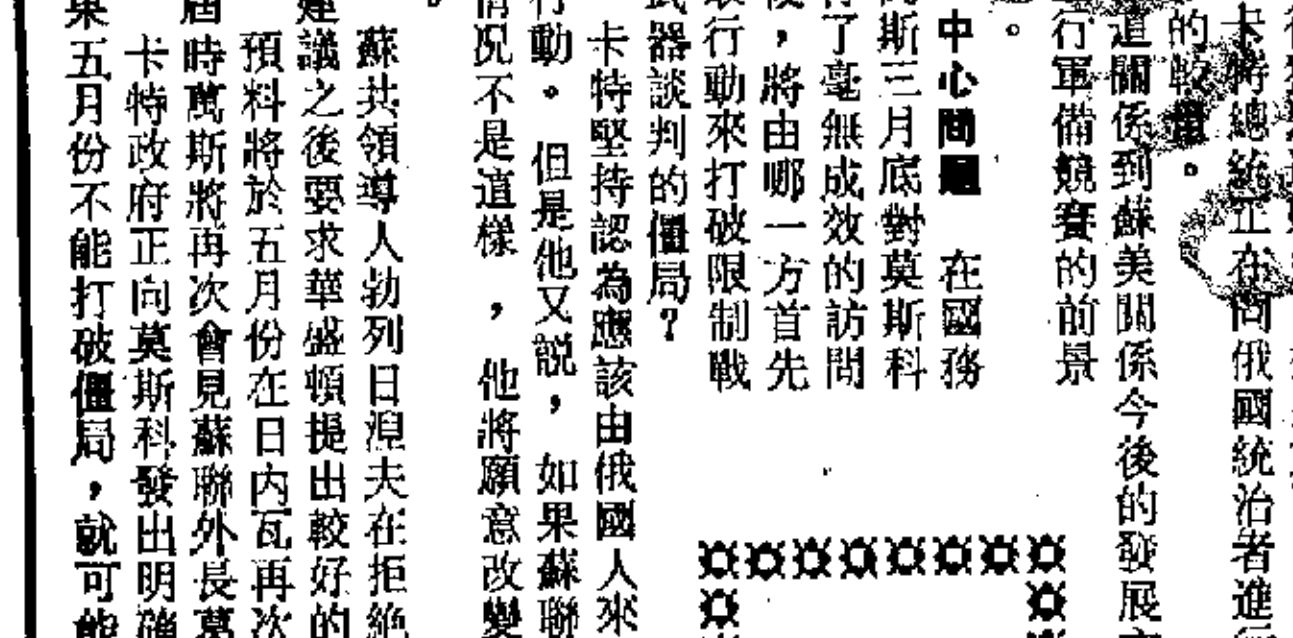 卡特總統正在同俄國統治者進行
的較量。
道關係到蘇美關係今後的發展
行軍備競賽的前景
。
中心問題 在國務
斯三月底對莫斯科
了毫無成效的訪問
,將由哪一方首先
行動來打破限制戰
武器談判的僵局?
卡特堅持認為應該由俄國人來
行動。但是他又說,如果蘇聯
情况不是這樣,他將願意改變
蘇共領導人勃列日湼夫在拒絶
建議之後要求華盛頓提出較好的
預料將於五月份在日內瓦再次
屆時萬斯將再次會見蘇聯外長葛
卡特政府正向莫斯科發出明確
果五月份不能打破僵局,就可能